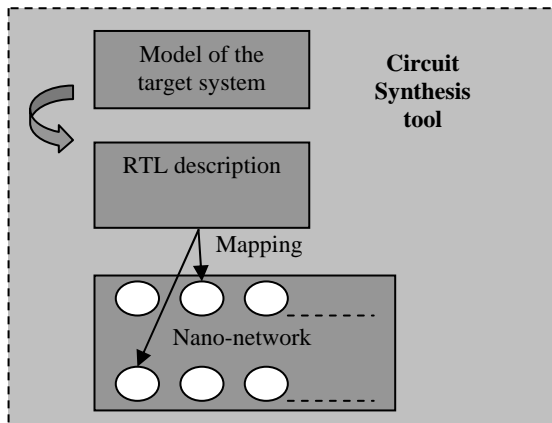 Model of the
target system
Circuit
Synthesis
tool
RTL description
Mapping
Nano-network